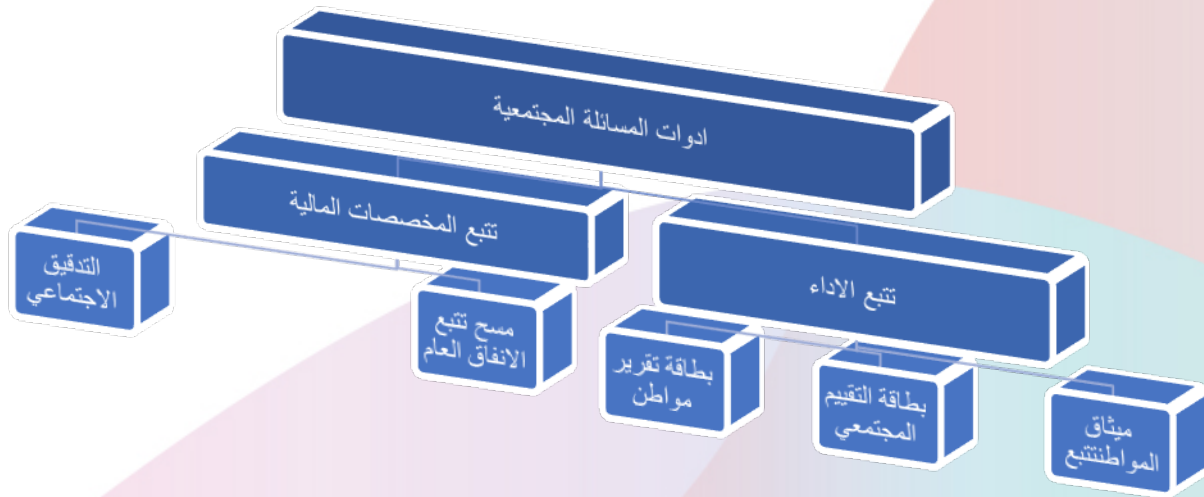 ادوات المسائلة المجتمعية
تتبع المخصصات المالية
تتبع الاداء
التدقيق
الاجتماعي
مسح تتبع
الانفاق العام
بطاقة تقرير
مواطن
بطاقة التقييم
المجتمعي
ميثاق
المواطنتتبع